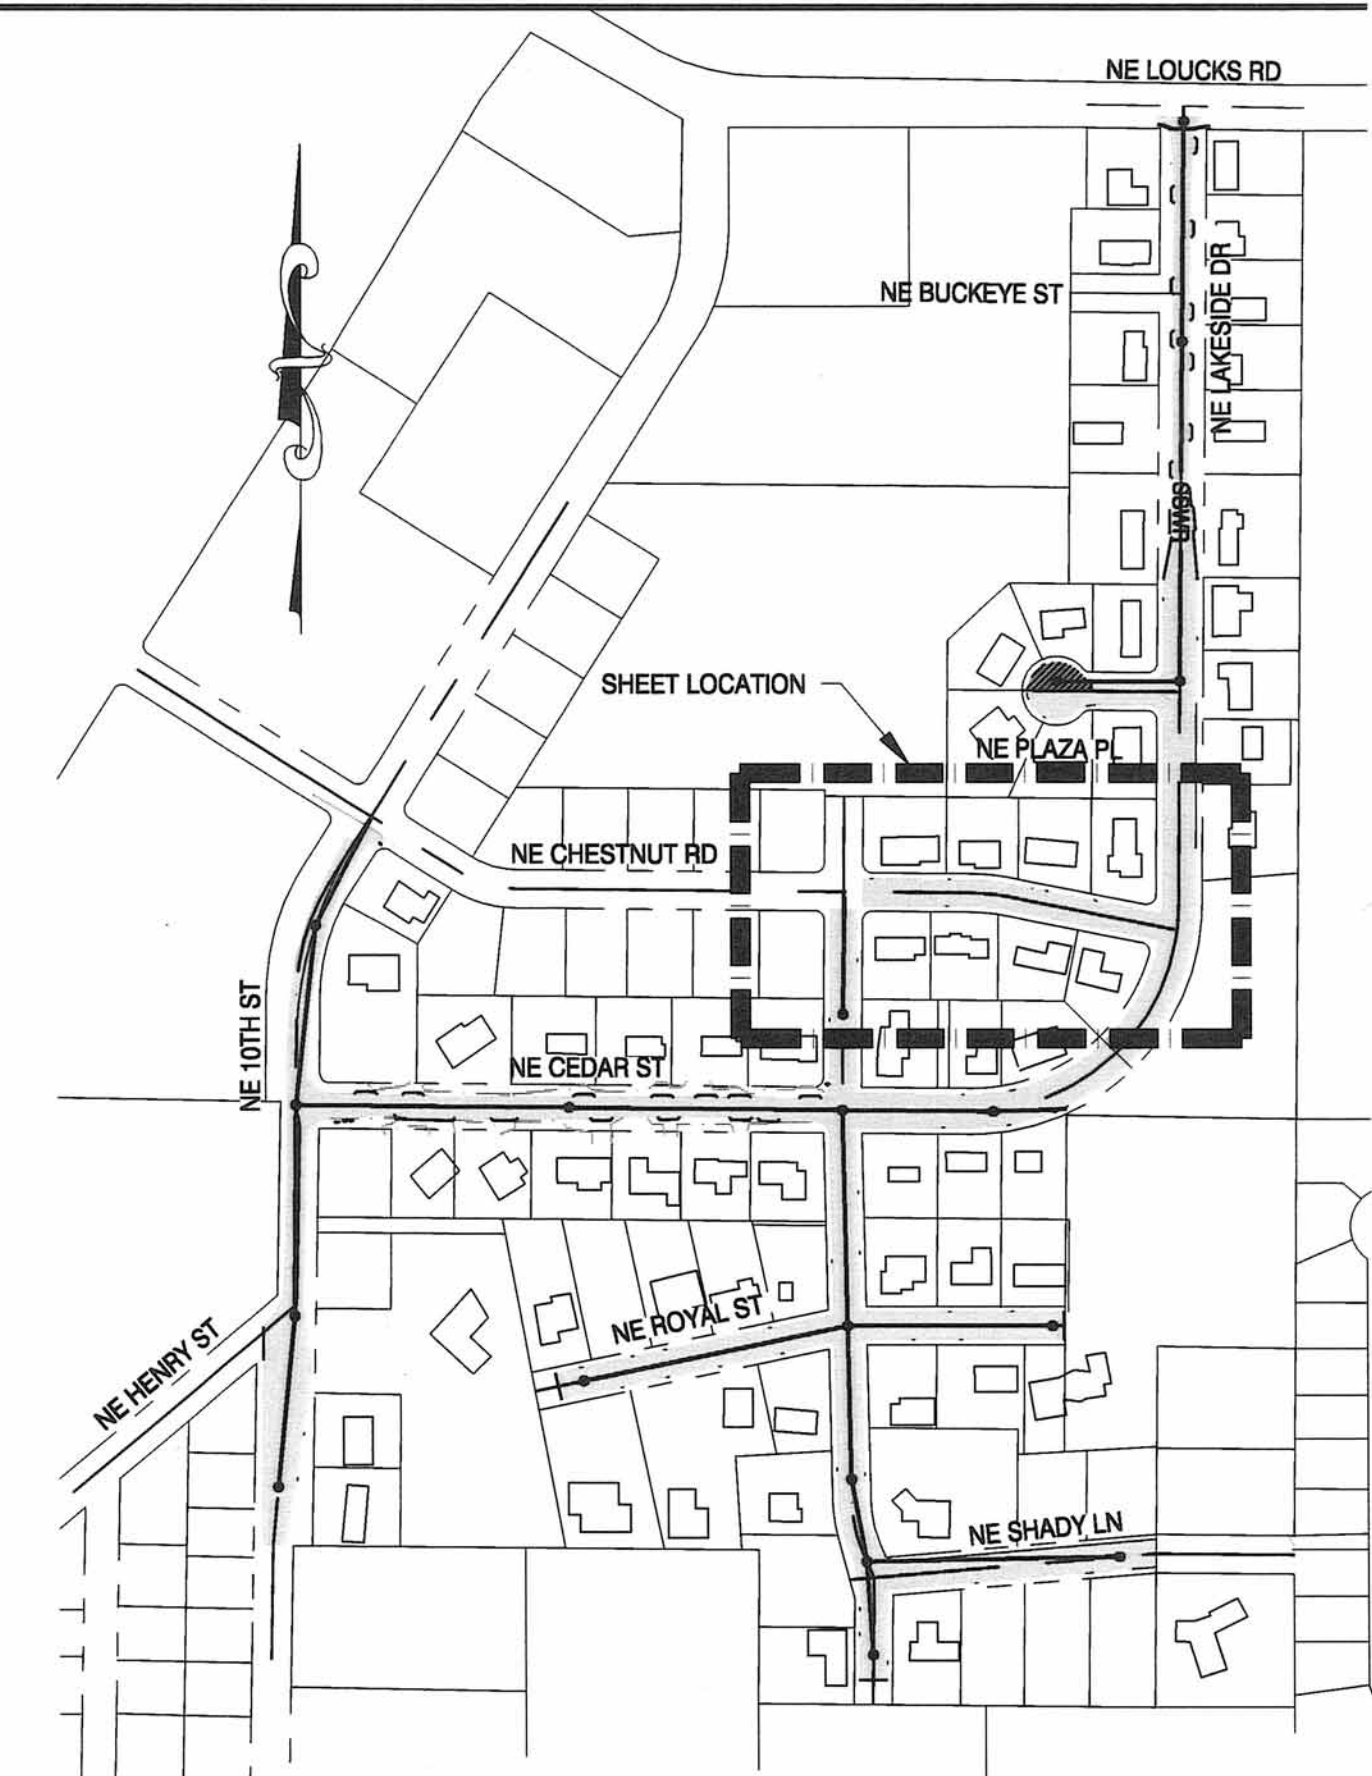 NE LOUCKS RD
NE BUCKEYE ST
NE LAKESIDE DR
SHEET LOCATION
NE PLAZA PL
NE CHESTNUT RD
NE 10TH ST
NE CEDAR ST
NE ROYAL ST
NE HENRY ST
NE SHADY LN